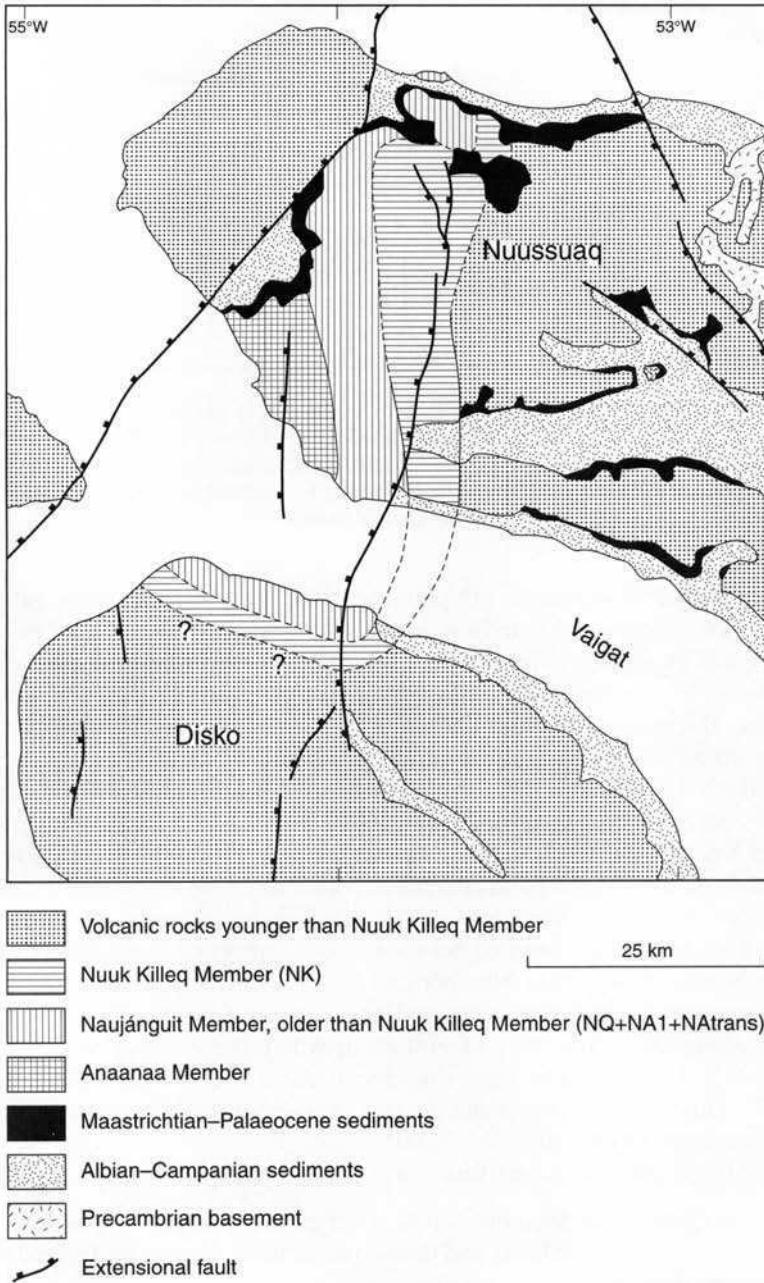 55°W
53°W
Nuussuaq
Vaigat
?
?
Disko
Volcanic rocks younger than Nuuk Killeq Member
Nuuk Killeq Member (NK)
25 km
Naujánguit Member, older than Nuuk Killeq Member (NQ+NA1+NAtrans)
Anaanaa Member
Maastrichtian–Palaeocene sediments
Albian–Campanian sediments
Precambrian basement
Extensional fault